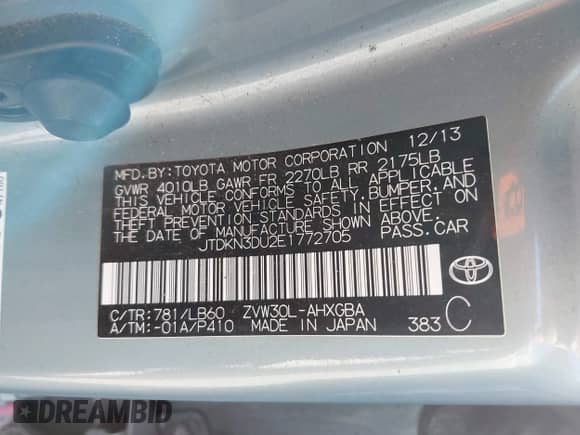 MFD.BY:TOYOTA MOTOR CORPORATION 12/13
GVWR 4010LB GAWR FR 2270LB RR 2175LB
THIS VEHICLE CONFORMS TO ALL APPLICABLE
FEDERAL MOTOR VEHICLE SAFETY, BUMPER, AND
THEFT PREVENTION STANDARDS IN EFFECT ON
THE DATE OF MANUFACTURE SHOWN ABOVE.
JTDKN3DU2E1772705 PASS.CAR
C/TR:781/LB60 ZVW30L-AHXGBA
A/TM:-01A/P410 MADE IN JAPAN 383 C
DREAMBID